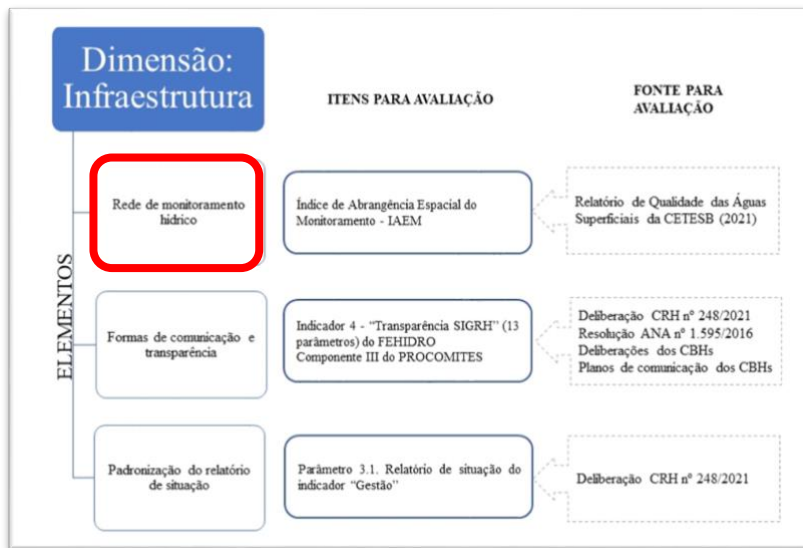 Dimensão:
Infraestrutura
ITENS PARA AVALIAÇÃO
FONTE PARA
AVALIAÇÃO
ELEMENTOS
Rede de monitoramento
hídrico
Índice de Abrangência Espacial do
Monitoramento - IAEM
Relatório de Qualidade das Águas
Superficiais da CETESB (2021)
Formas de comunicação e
transparência
Indicador 4 - “Transparência SIGRH” (13
parâmetros) do FEHIDRO
Componente III do PROCOMITES
Deliberação CRH nº 248/2021
Resolução ANA nº 1.595/2016
Deliberações dos CBHs
Planos de comunicação dos CBHs
Padronização do relatório
de situação
Parâmetro 3.1. Relatório de situação do
indicador “Gestão”
Deliberação CRH nº 248/2021